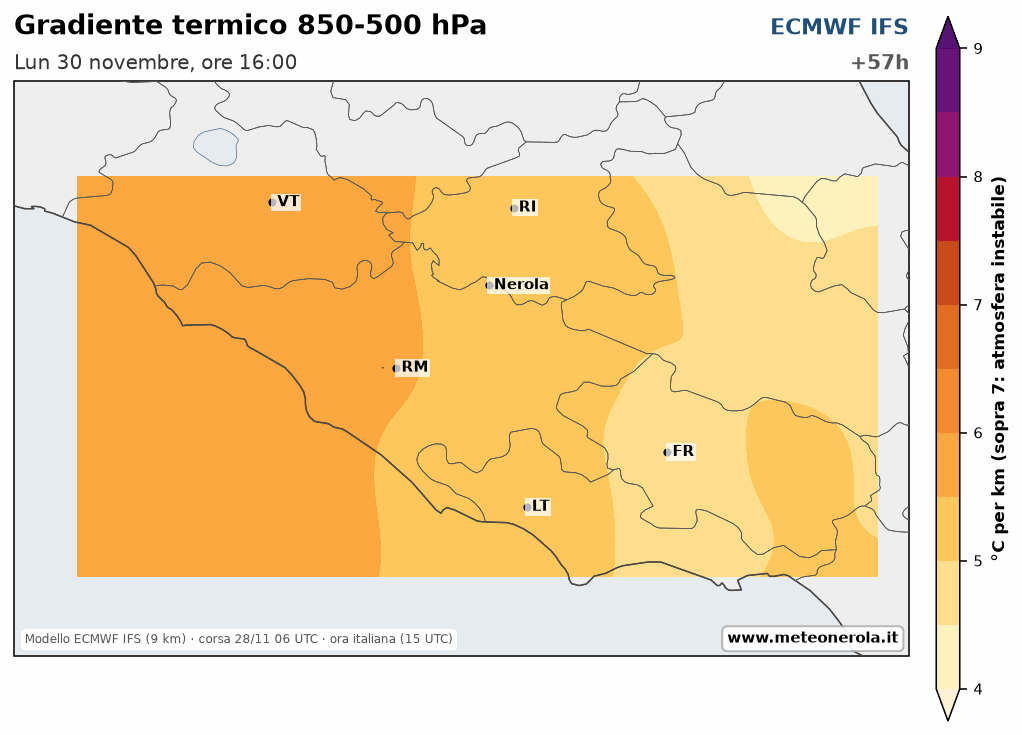 Gradiente termico 850-500 hPa
ECMWF IFS
Lun 30 novembre, ore 16:00
+57h
VT
RI
Nerola
RM
FR
LT
Modello ECMWF IFS (9 km) · corsa 28/11 06 UTC · ora italiana (15 UTC)
www.meteonerola.it
9
8
7
6
5
4
°C per km (sopra 7: atmosfera instabile)